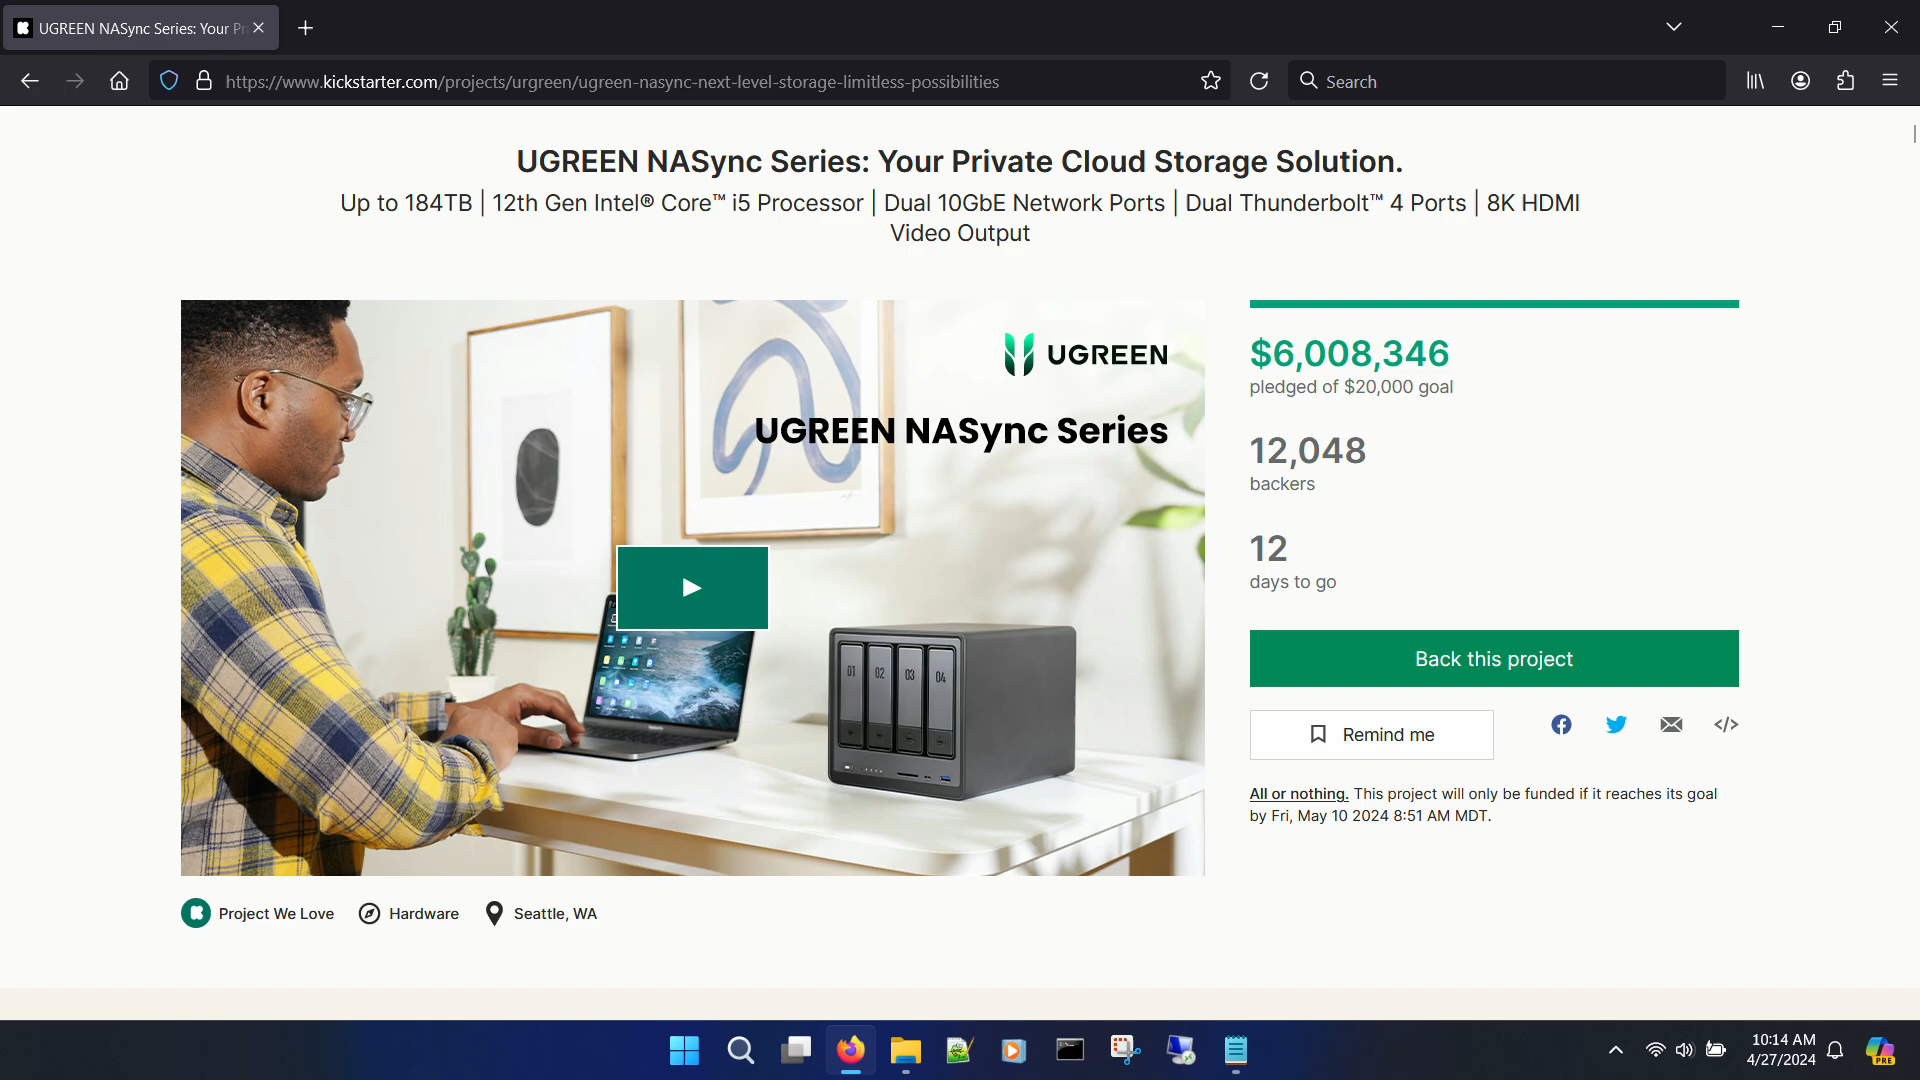 UGREEN NASync Series: Your Pr
https://www.kickstarter.com/projects/urgreen/ugreen-nasync-next-level-storage-limitless-possibilities
Search
UGREEN NASync Series: Your Private Cloud Storage Solution.
Up to 184TB | 12th Gen Intel® Core™ i5 Processor | Dual 10GbE Network Ports | Dual Thunderbolt™ 4 Ports | 8K HDMI
Video Output
UGREEN
UGREEN NASync Series
01 02 03 04
$6,008,346
pledged of $20,000 goal
12,048
backers
12
days to go
Back this project
Remind me
All or nothing. This project will only be funded if it reaches its goal
by Fri, May 10 2024 8:51 AM MDT.
Project We Love
Hardware
Seattle, WA
10:14 AM
4/27/2024
PRE